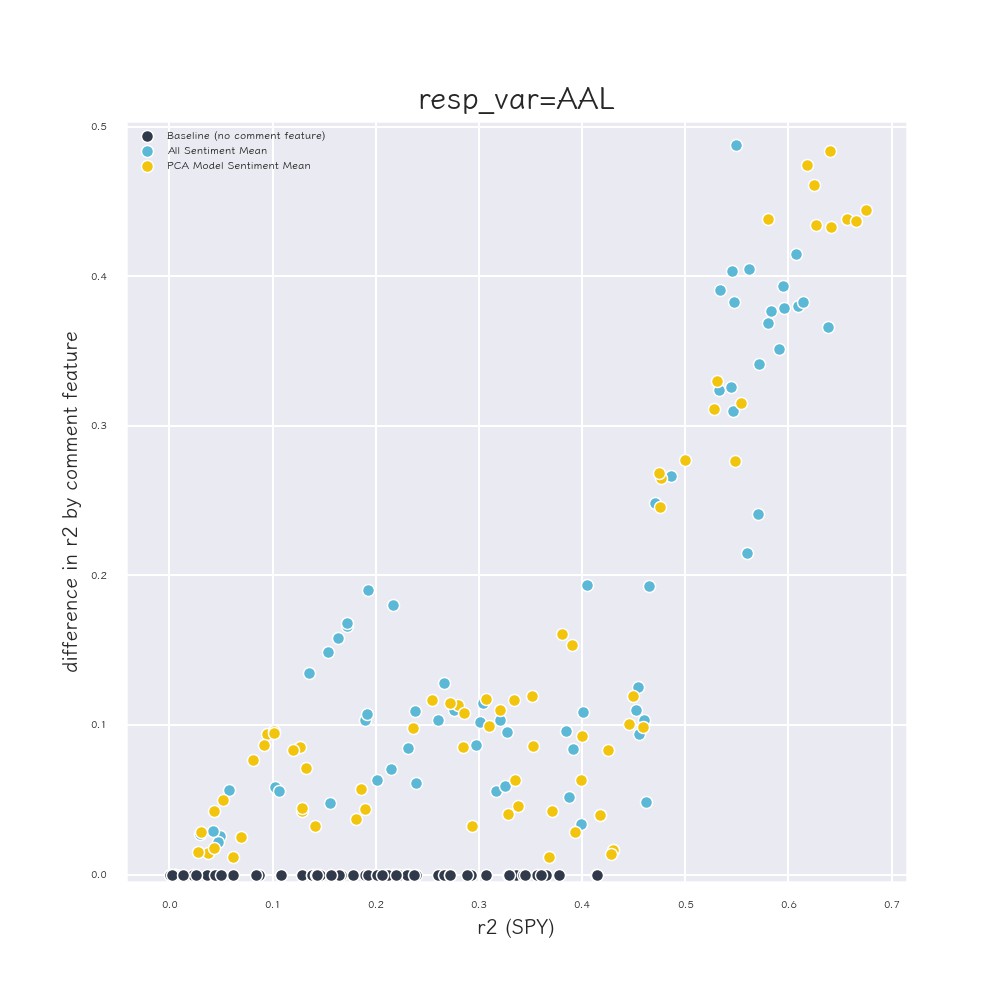 resp_var=AAL
Baseline (no comment feature)
All Sentiment Mean
PCA Model Sentiment Mean
difference in r2 by comment feature
0.5
0.4
0.3
0.2
0.1
0.0
0.0 0.1 0.2 0.3 0.4 0.5 0.6 0.7
r2 (SPY)